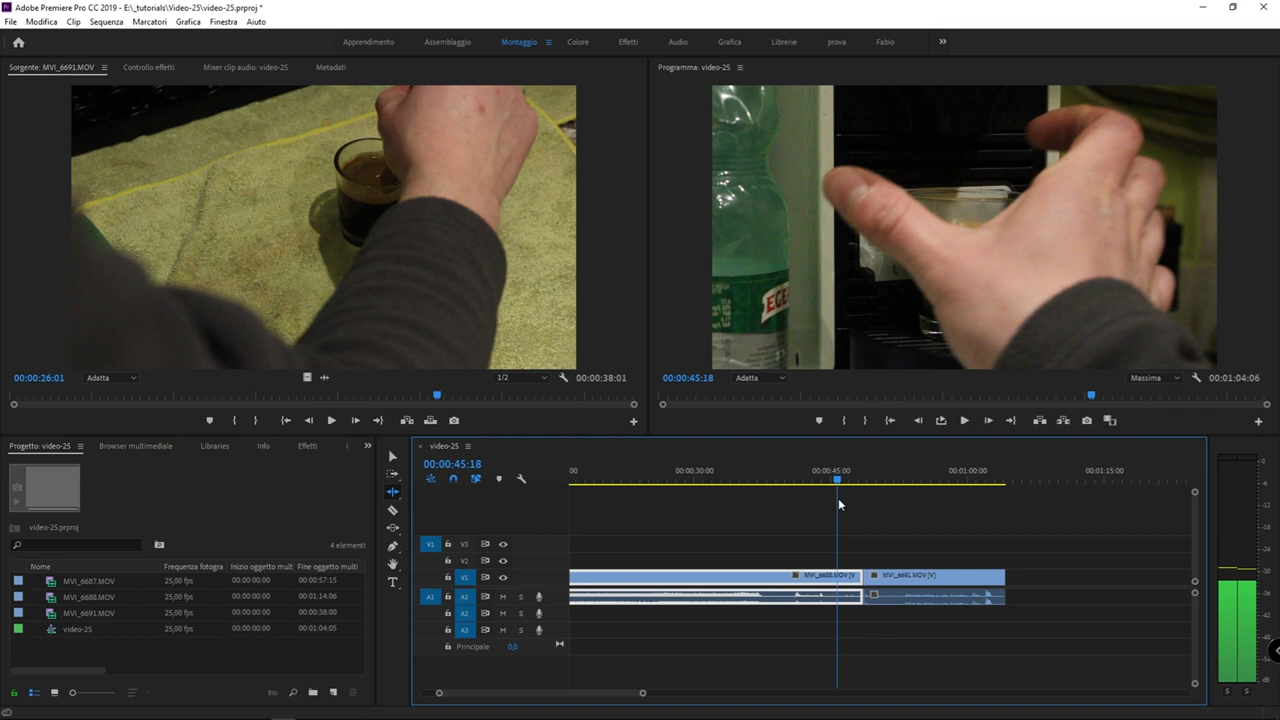 Adobe Premiere Pro CC 2019 - E:\_tutorials\Video-25\video-25.prproj *
File Modifica Clip Sequenza Marcatori Grafica Finestra Aiuto
Apprendimento Assemblaggio Montaggio Colore Effetti Audio Grafica Librerie prova Fabio
Sorgente: MVI_6691.MOV Controllo effetti Mixer clip audio: video-25 Metadati
Programma: video-25
00:00:26:01 Adatta 1/2 00:00:38:01
00:00:45:18 Adatta Massima 00:01:04:06
Progetto: video-25 Browser multimediale Libraries Info Effetti
video-25.prproj
4 elementi
Nome Frequenza fotogra Inizio oggetto mult Fine oggetto multi
MVI_6687.MOV 25,00 fps 00:00:00:00 00:00:57:15
MVI_6688.MOV 25,00 fps 00:00:00:00 00:01:14:06
MVI_6691.MOV 25,00 fps 00:00:00:00 00:00:38:00
video-25 25,00 fps 00:00:00:00 00:01:04:05
video-25
00:00:45:18
00 00:00:30:00 00:00:45:00 00:01:00:00 00:01:15:00
V1 V3
V2
V1 MVI_6688.MOV [V MVI_6691.MOV [V]
A1 A1 M S
A2 M S
A3 M S
Principale 0,0
0
-6
-12
S S